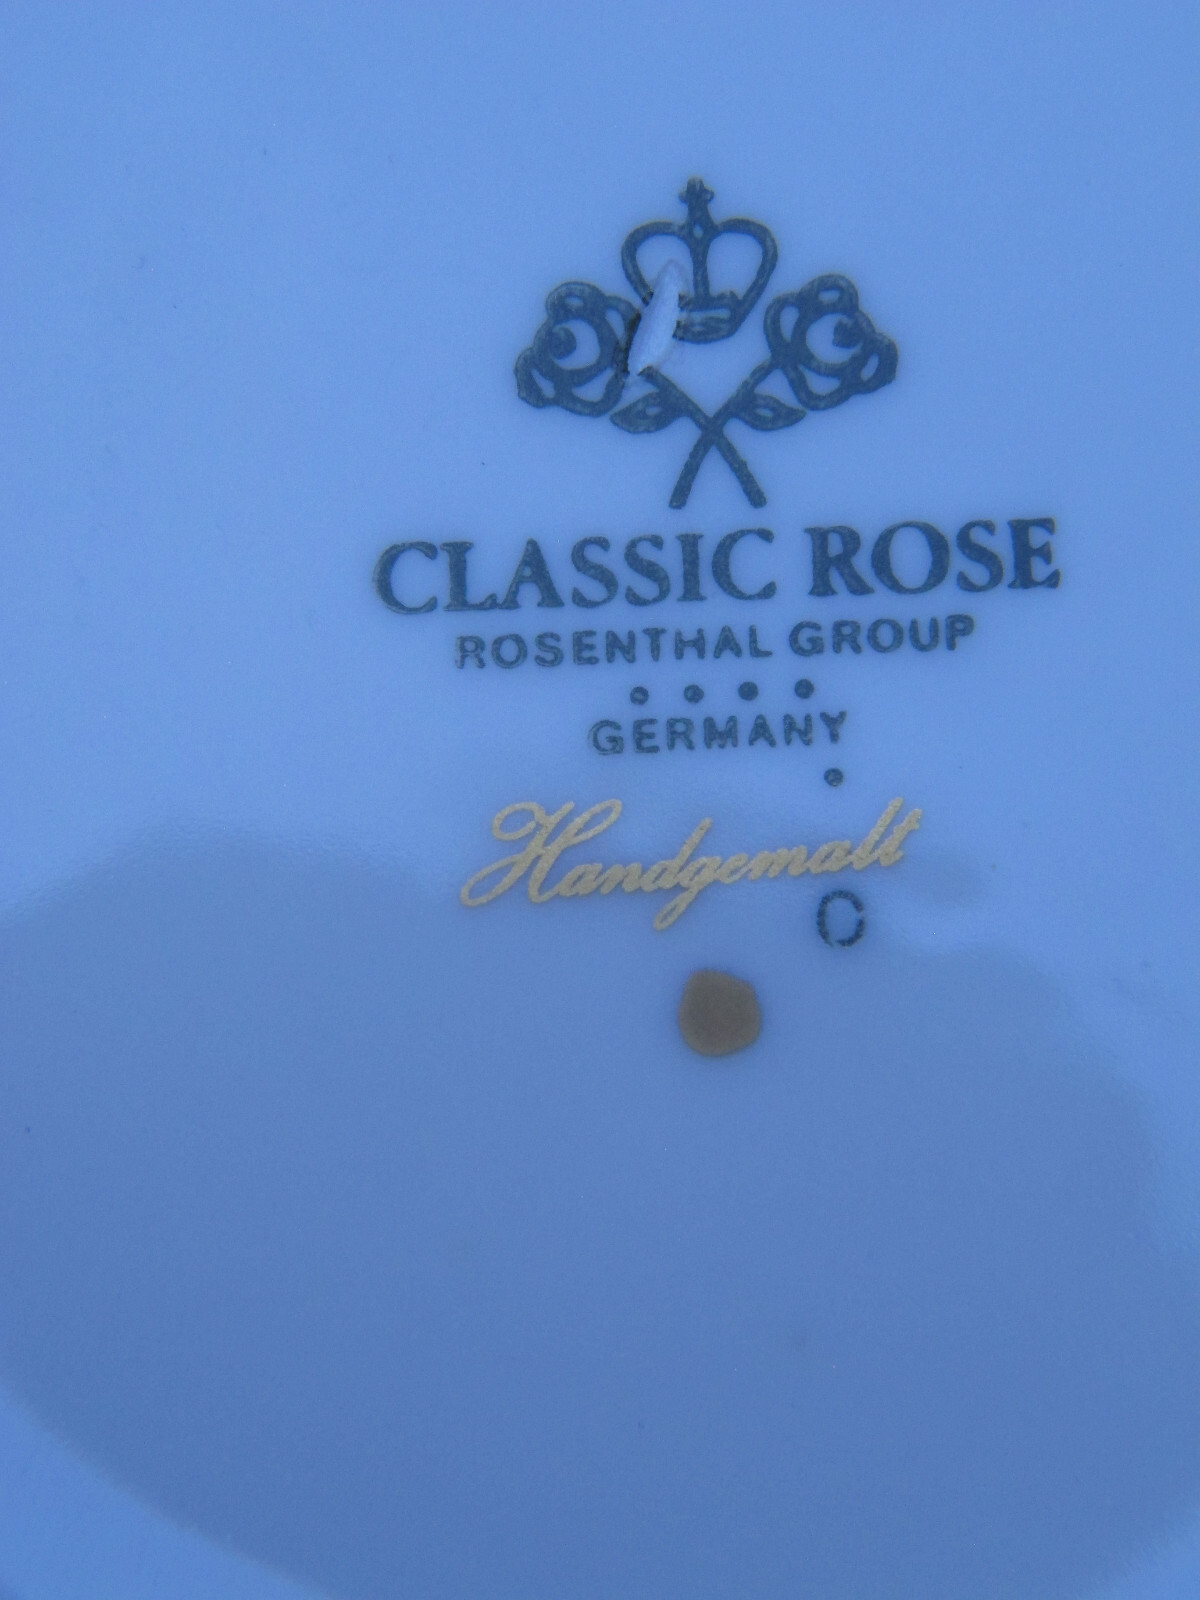 CLASSIC ROSE
ROSENTHAL GROUP
GERMANY
Handgemalt
O